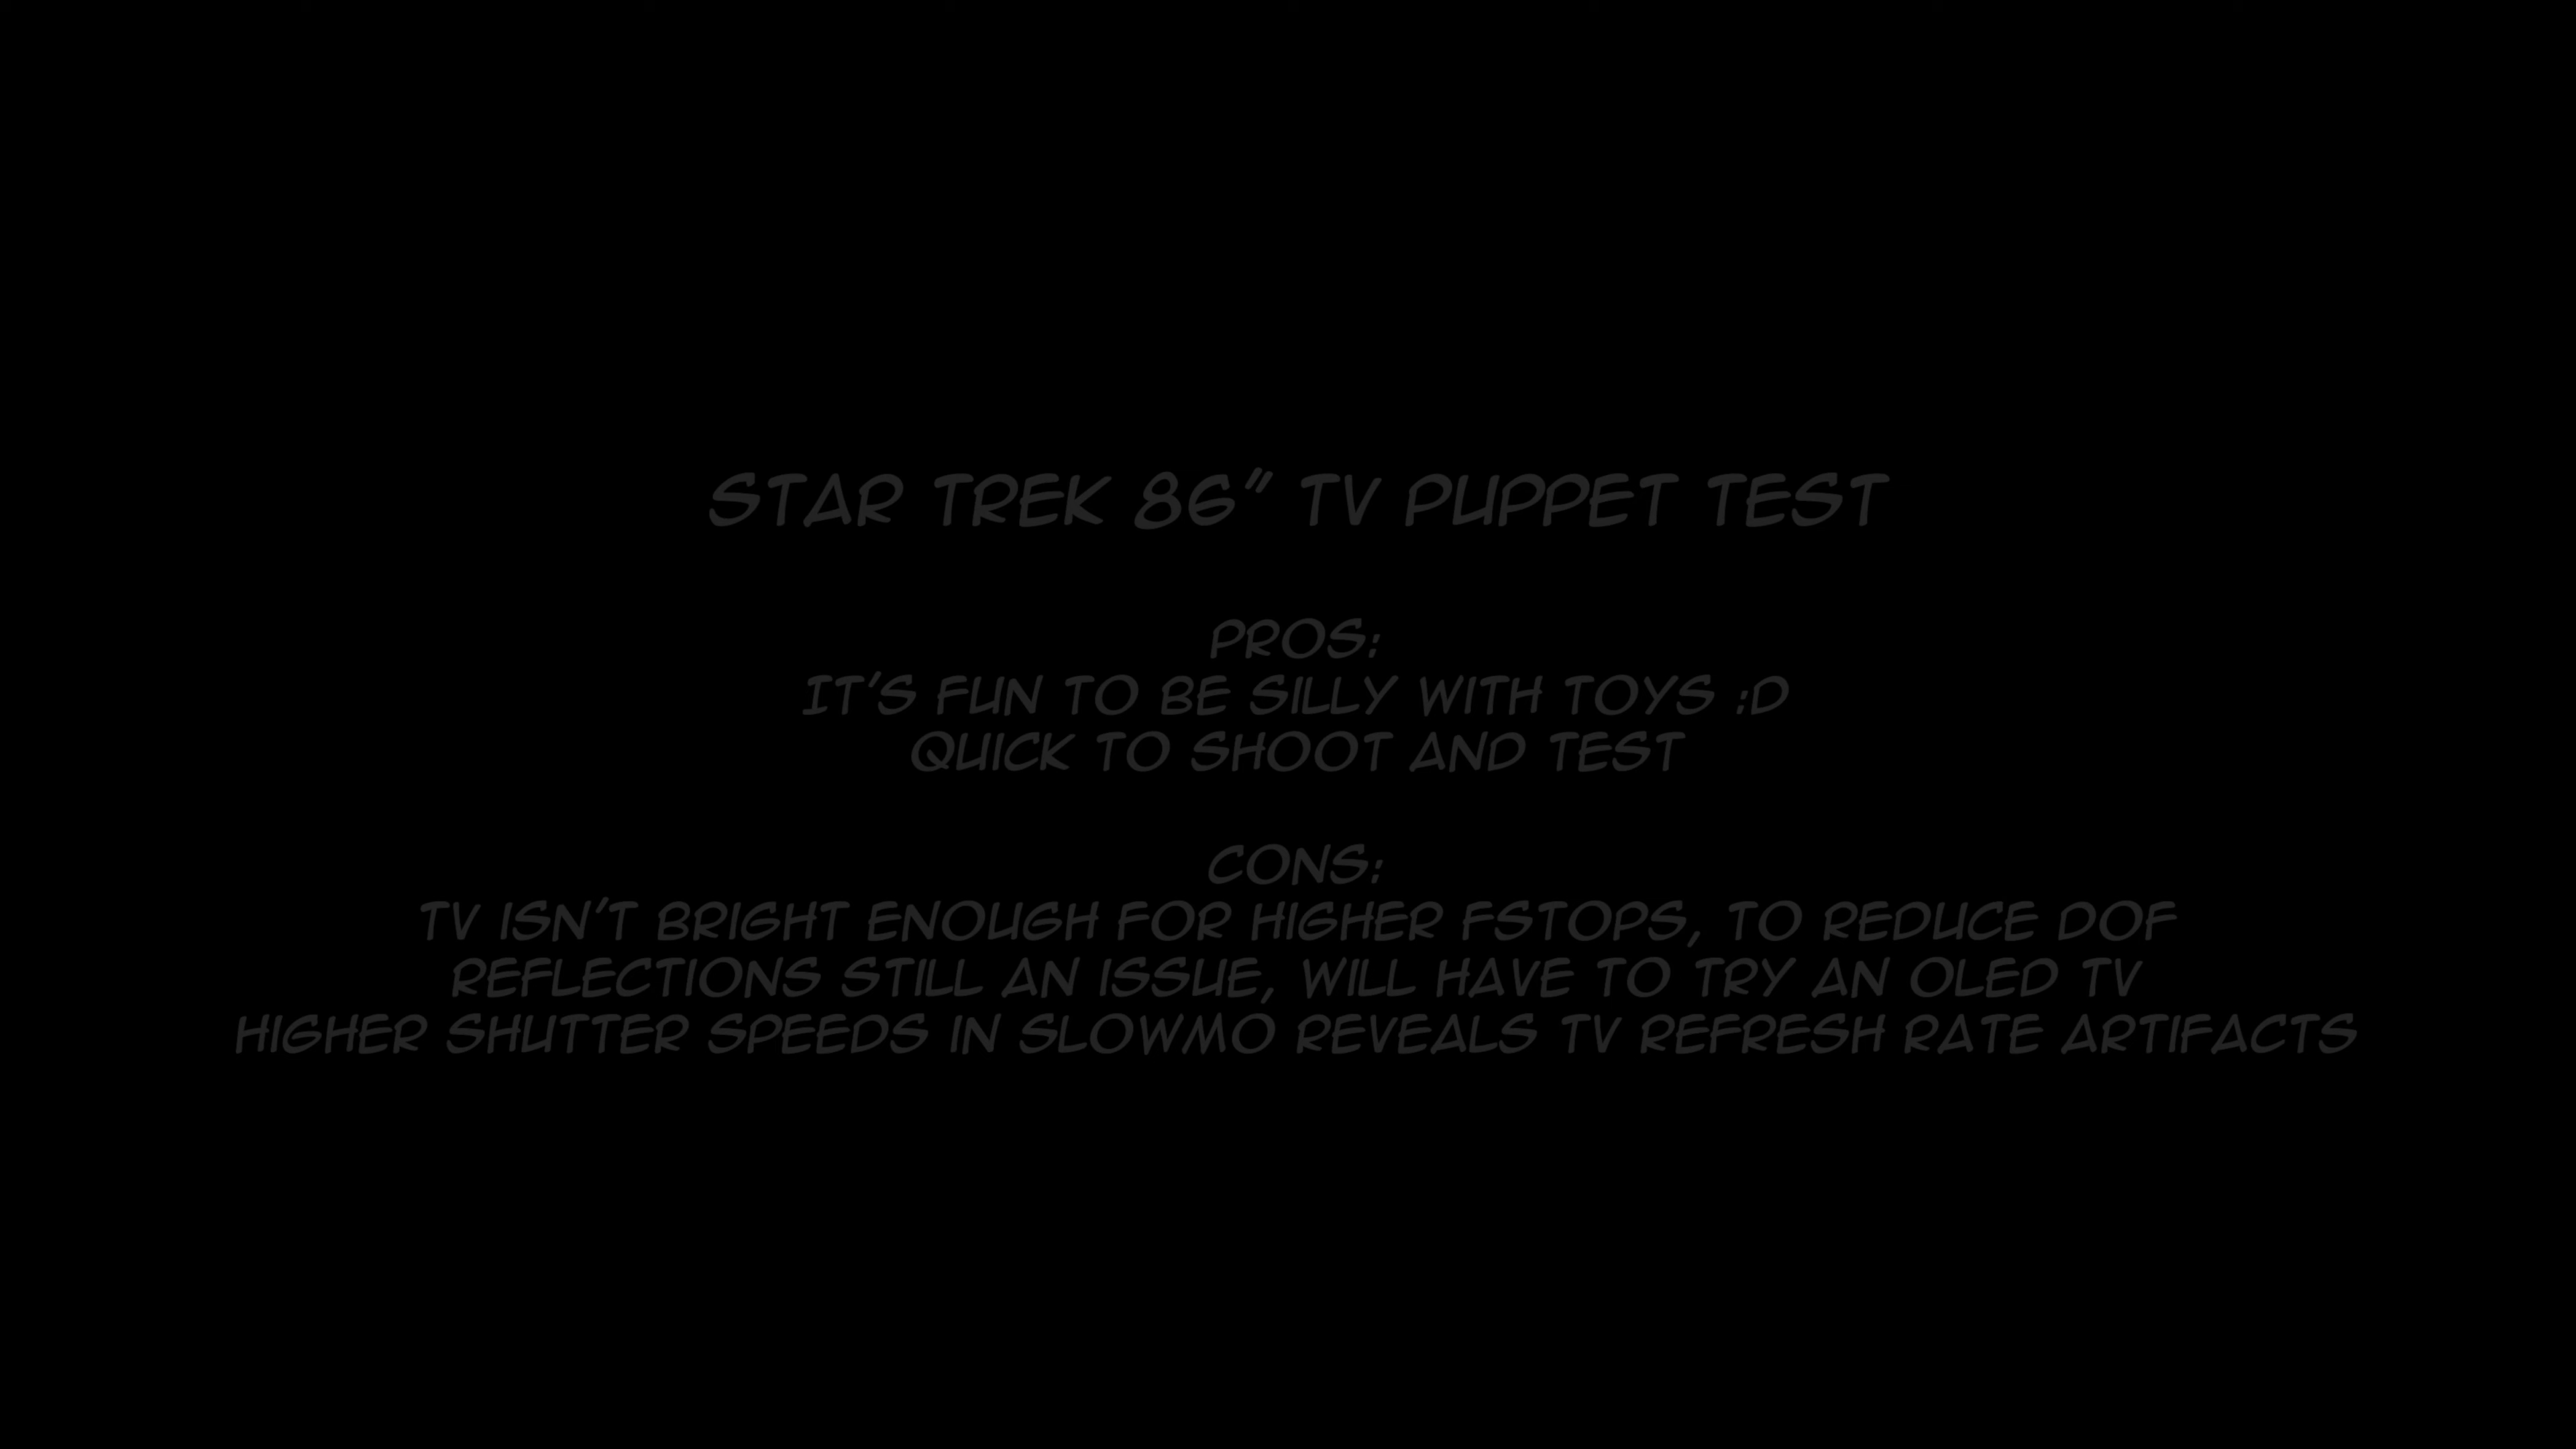 STAR TREK 86" TV PUPPET TEST
PROS:
IT'S FUN TO BE SILLY WITH TOYS :D
QUICK TO SHOOT AND TEST
CONS:
TV ISN'T BRIGHT ENOUGH FOR HIGHER FSTOPS, TO REDUCE DOF
REFLECTIONS STILL AN ISSUE, WILL HAVE TO TRY AN OLED TV
HIGHER SHUTTER SPEEDS IN SLOWMO REVEALS TV REFRESH RATE ARTIFACTS